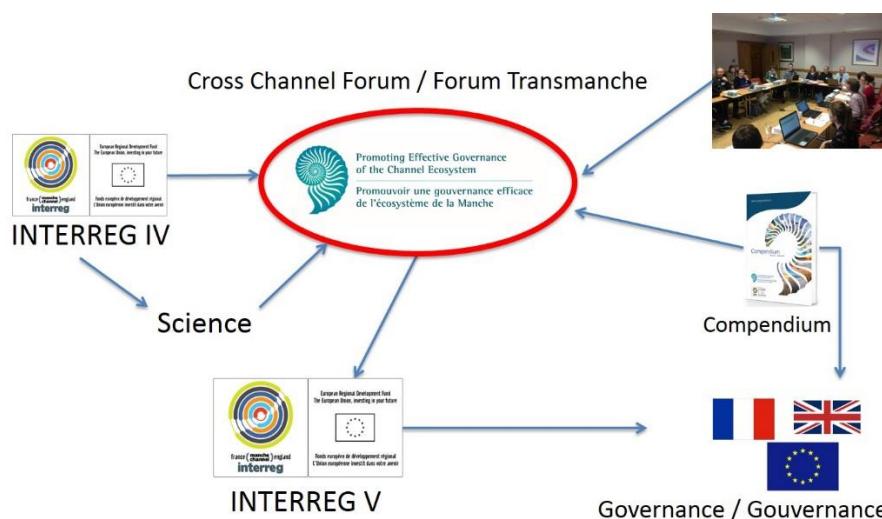 Cross Channel Forum / Forum Transmanche
Promoting Effective Governance
of the Channel Ecosystem
Promouvoir une gouvernance efficace
de l'écosystème de la Manche
European Regional Development Fund
The European Union, investing in your future
france ( manche channel ) england
interreg
Fonds européen de développement régional
L'Union européenne investit dans votre avenir
INTERREG IV
Science
Compendium
Compendium
European Regional Development Fund
The European Union, investing in your future
france ( manche channel ) england
interreg
Fonds européen de développement régional
L'Union européenne investit dans votre avenir
INTERREG V
Governance / Gouvernance